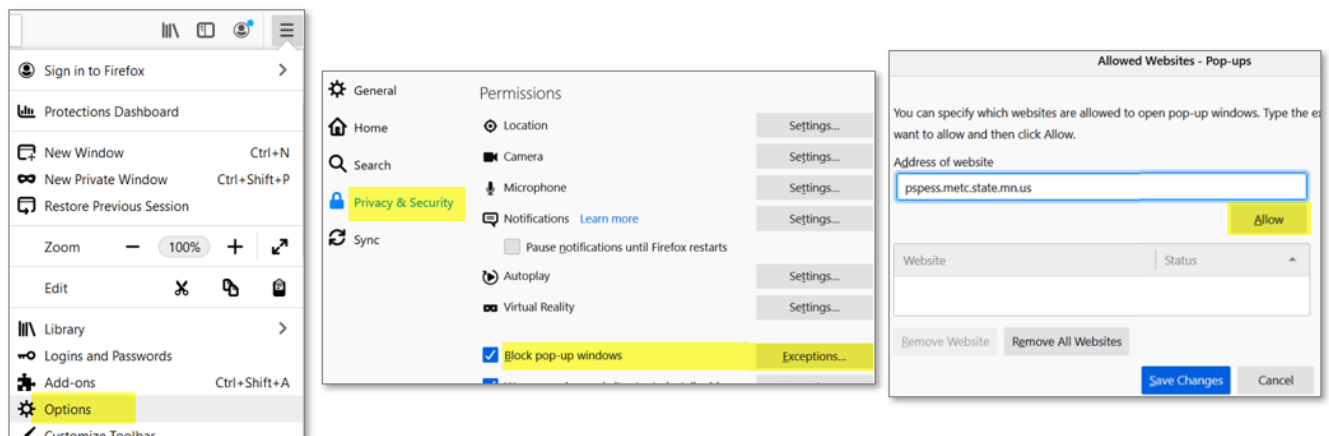 Sign in to Firefox
Protections Dashboard
New Window Ctrl+N
New Private Window Ctrl+Shift+P
Restore Previous Session
Zoom − 100% +
Edit
Library
Logins and Passwords
Add-ons Ctrl+Shift+A
Options
Customize Toolbar
General
Home
Search
Privacy & Security
Sync
Permissions
Location Settings...
Camera Settings...
Microphone Settings...
Notifications Learn more Settings...
Pause notifications until Firefox restarts
Autoplay Settings...
Virtual Reality Settings...
Block pop-up windows Exceptions...
Allowed Websites - Pop-ups
You can specify which websites are allowed to open pop-up windows. Type the
want to allow and then click Allow.
Address of website
pspess.metc.state.mn.us
Allow
Website Status
Remove Website Remove All Websites
Save Changes Cancel